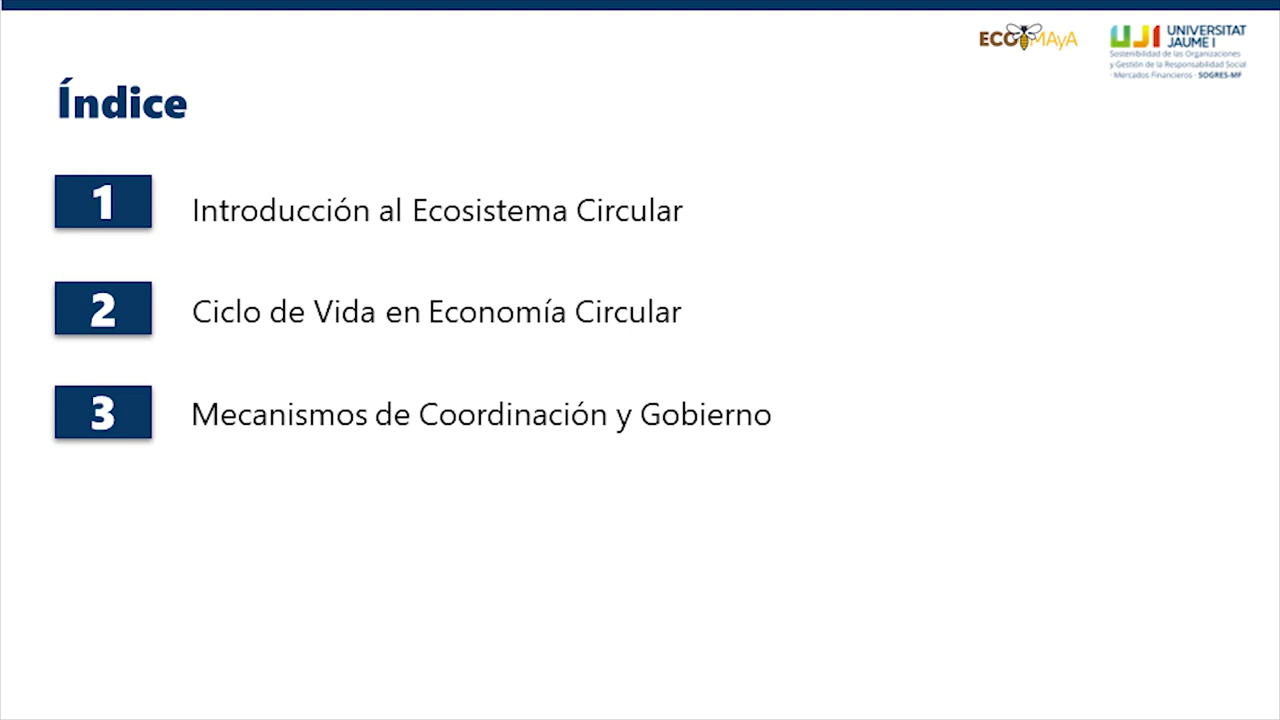 ECOMAyA
UNIVERSITAT
JAUME I
Sostenibilidad de las Organizaciones
y Gestión de la Responsabilidad Social
· Mercados Financieros · SOGRES-MF
Índice
1 Introducción al Ecosistema Circular
2 Ciclo de Vida en Economía Circular
3 Mecanismos de Coordinación y Gobierno